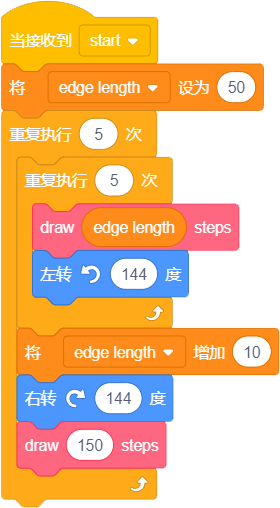 当接收到 start
将 edge length 设为 50
重复执行 5 次
重复执行 5 次
draw edge length steps
左转 144 度
将 edge length 增加 10
右转 144 度
draw 150 steps